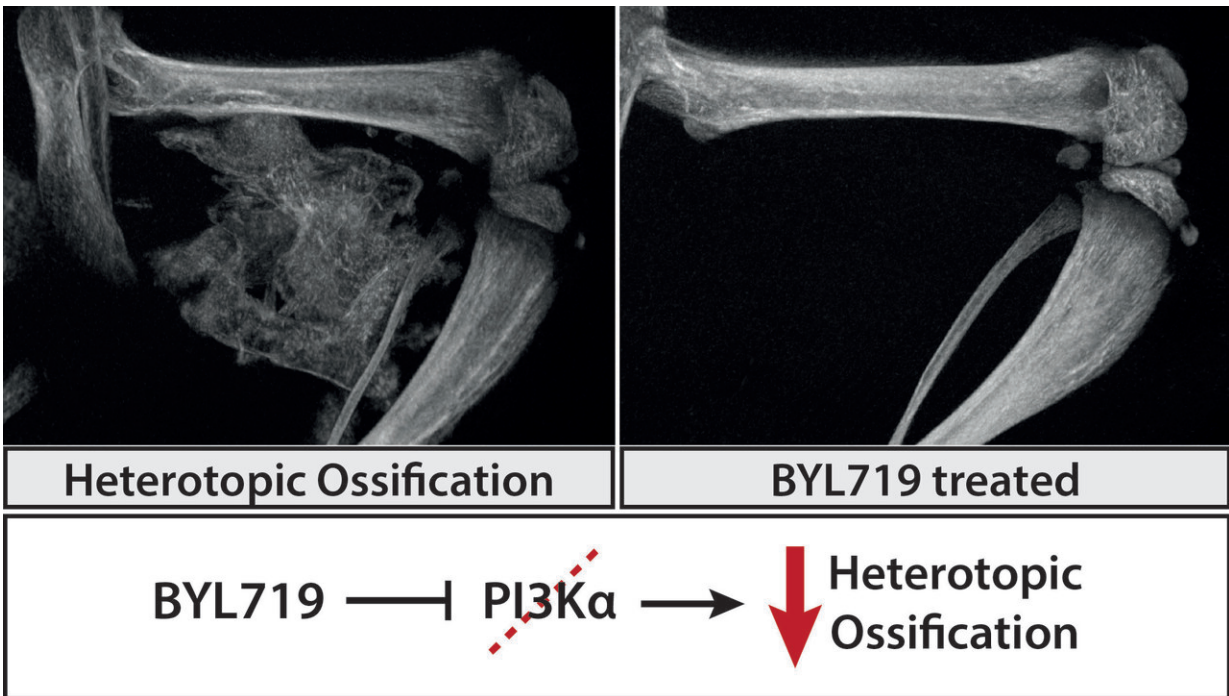 Heterotopic Ossification
BYL719 treated
BYL719 PI3Kα Heterotopic
Ossification